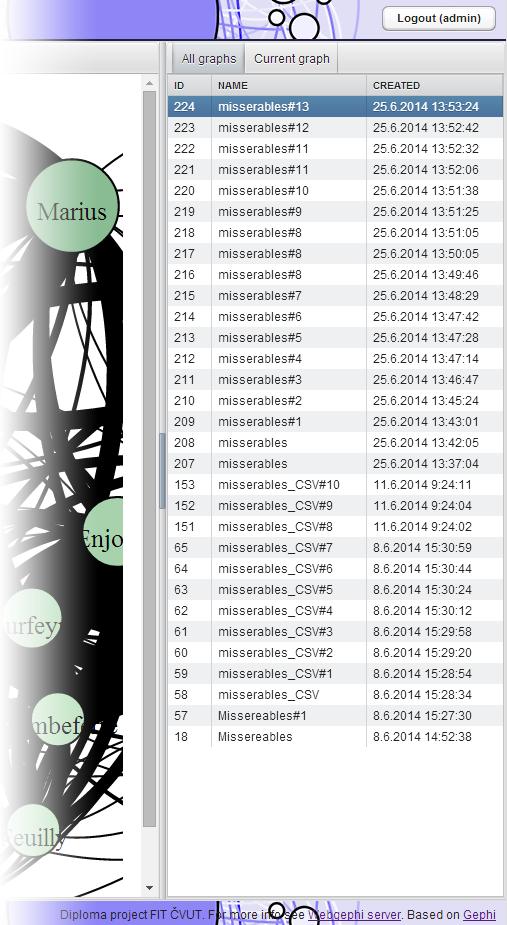 Logout (admin)
All graphs Current graph
ID NAME CREATED
224 misserables#13 25.6.2014 13:53:24
223 misserables#12 25.6.2014 13:52:42
222 misserables#11 25.6.2014 13:52:32
221 misserables#11 25.6.2014 13:52:06
220 misserables#10 25.6.2014 13:51:38
219 misserables#9 25.6.2014 13:51:25
218 misserables#8 25.6.2014 13:51:05
217 misserables#8 25.6.2014 13:50:05
216 misserables#8 25.6.2014 13:49:46
215 misserables#7 25.6.2014 13:48:29
214 misserables#6 25.6.2014 13:47:42
213 misserables#5 25.6.2014 13:47:28
212 misserables#4 25.6.2014 13:47:14
211 misserables#3 25.6.2014 13:46:47
210 misserables#2 25.6.2014 13:45:24
209 misserables#1 25.6.2014 13:43:01
208 misserables 25.6.2014 13:42:05
207 misserables 25.6.2014 13:37:04
153 misserables_CSV#10 11.6.2014 9:24:11
152 misserables_CSV#9 11.6.2014 9:24:04
151 misserables_CSV#8 11.6.2014 9:24:02
65 misserables_CSV#7 8.6.2014 15:30:59
64 misserables_CSV#6 8.6.2014 15:30:44
63 misserables_CSV#5 8.6.2014 15:30:24
62 misserables_CSV#4 8.6.2014 15:30:12
61 misserables_CSV#3 8.6.2014 15:29:58
60 misserables_CSV#2 8.6.2014 15:29:20
59 misserables_CSV#1 8.6.2014 15:28:54
58 misserables_CSV 8.6.2014 15:28:34
57 Missereables#1 8.6.2014 15:27:30
18 Missereables 8.6.2014 14:52:38
Marius
Enjo
urfey
mbefe
euilly
Diploma project FIT ČVUT. For more info see Webgephi server. Based on Gephi